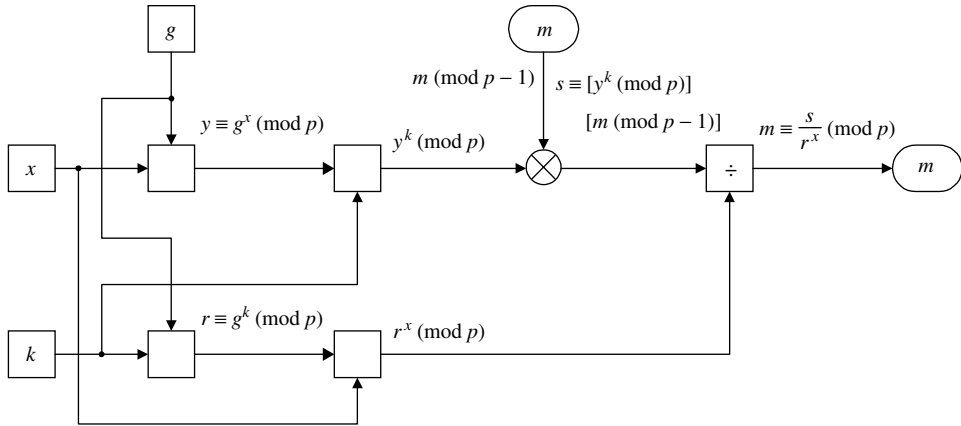 g
m
m (mod p – 1)
s ≡ [y^k (mod p)]
[m (mod p – 1)]
y ≡ g^x (mod p)
y^k (mod p)
m ≡ s/r^x (mod p)
x
÷
m
r ≡ g^k (mod p)
r^x (mod p)
k